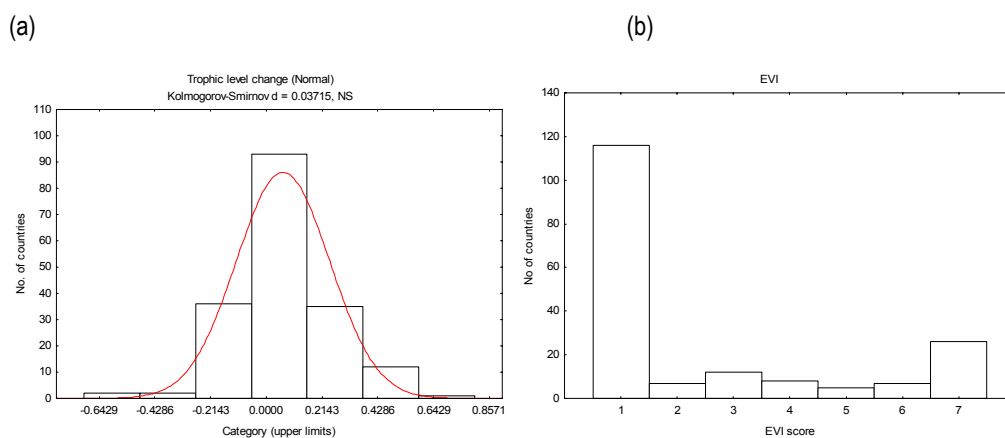 (a)
(b)
Trophic level change (Normal)
Kolmogorov-Smirnov d = 0.03715, NS
No. of countries
110
100
90
80
70
60
50
40
30
20
10
0
-0.6429 -0.4286 -0.2143 0.0000 0.2143 0.4286 0.6429 0.8571
Category (upper limits)
EVI
No of countries
140
120
100
80
60
40
20
0
1 2 3 4 5 6 7
EVI score